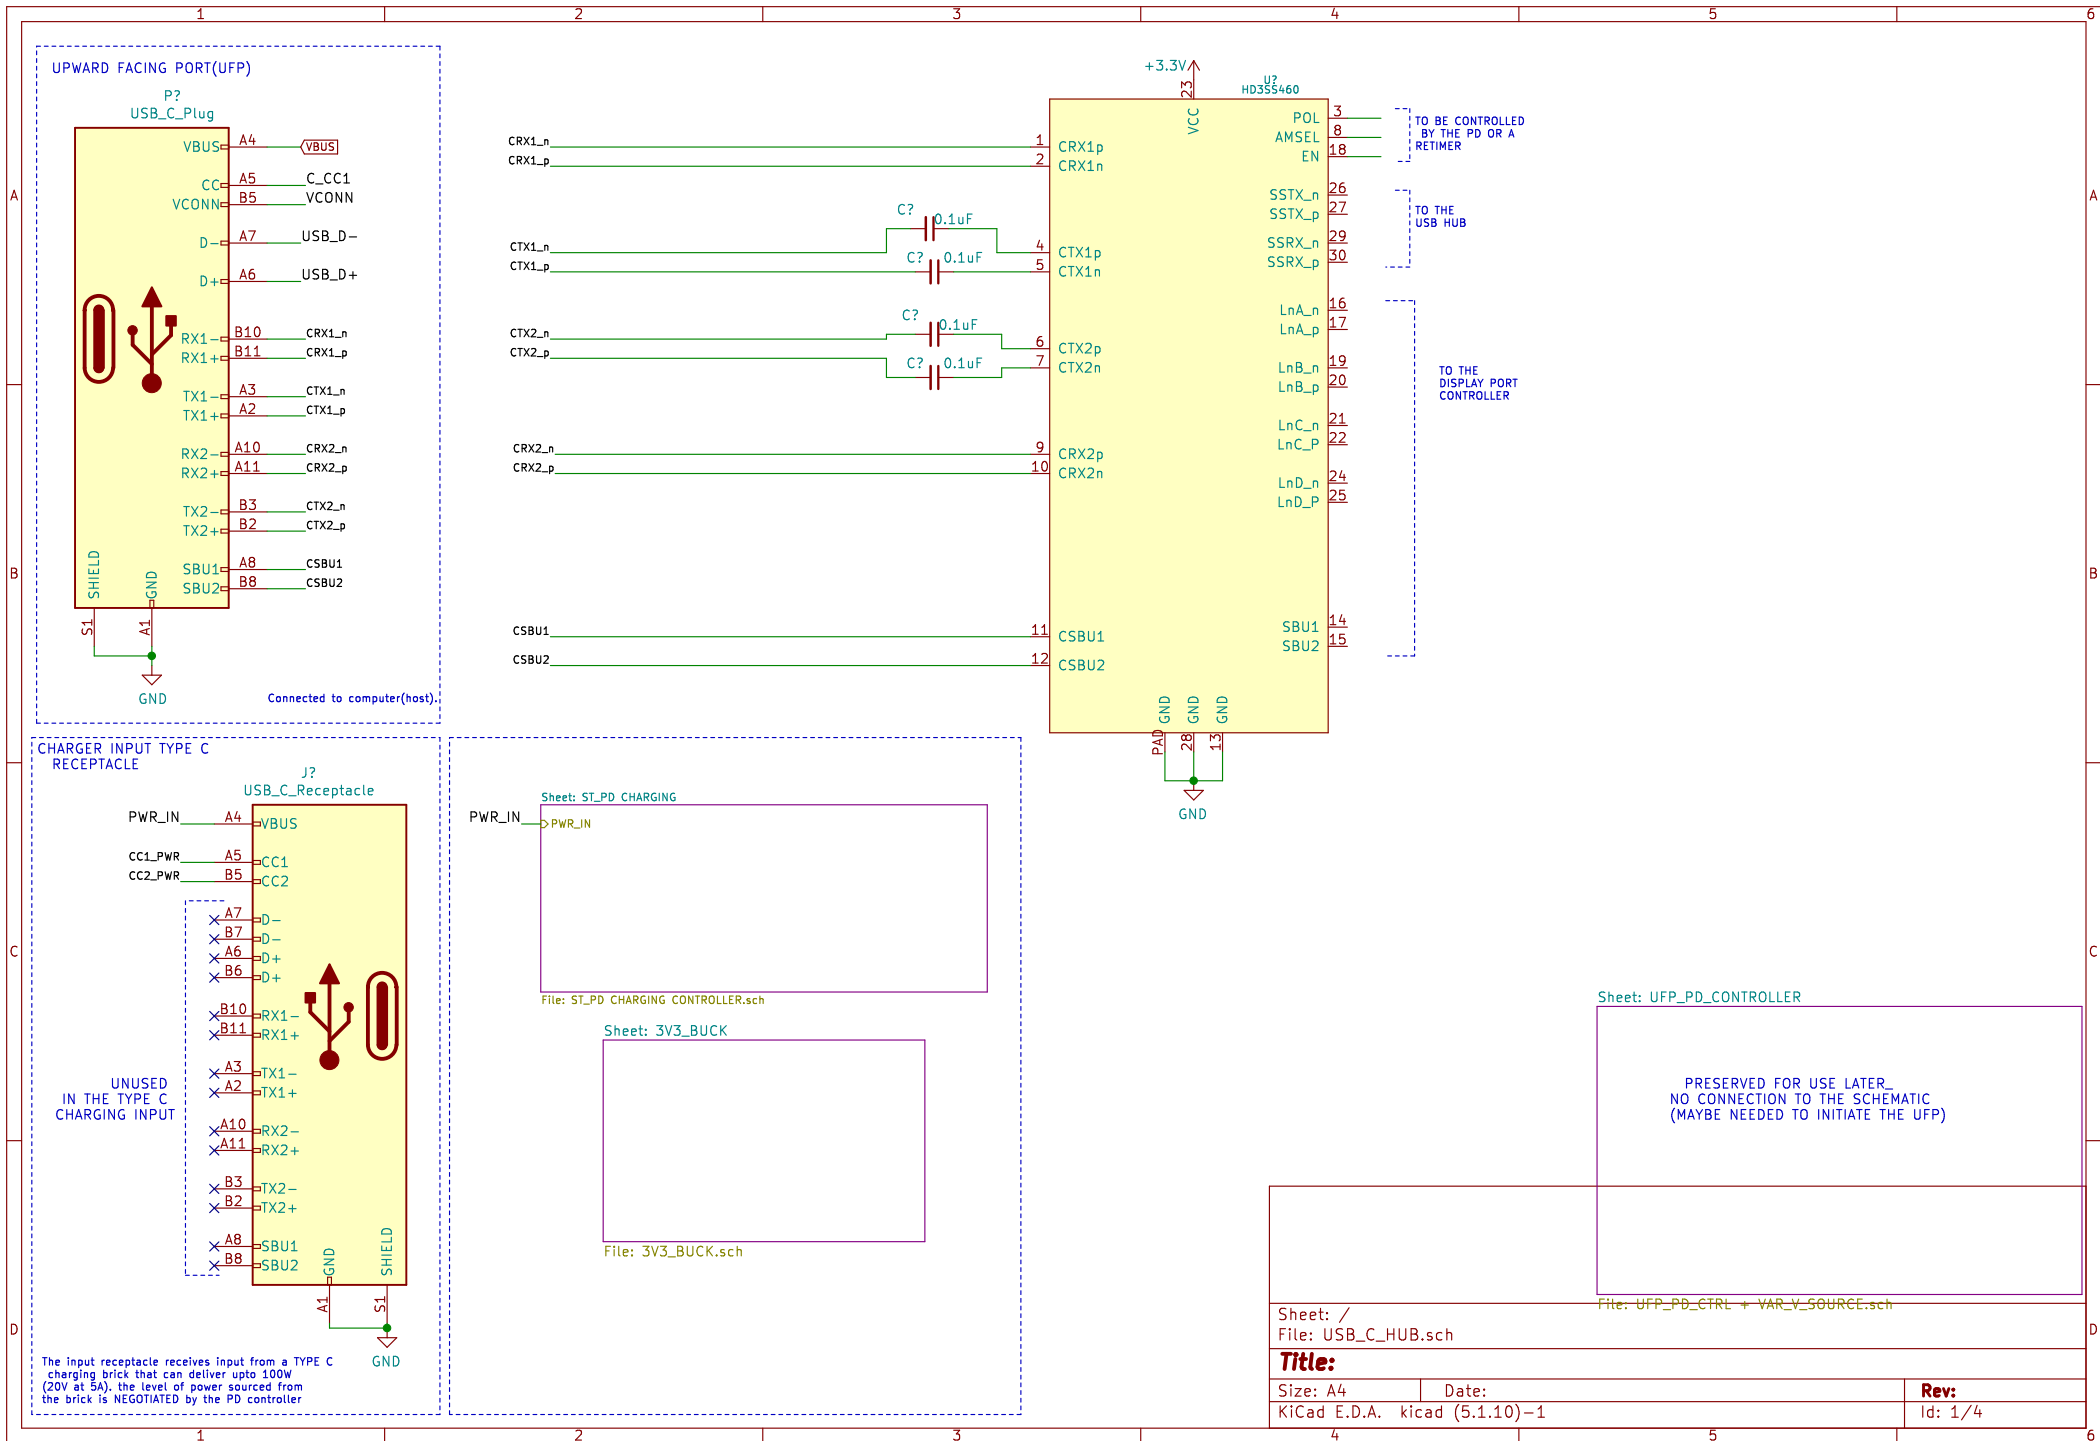 1 2 3 4 5 6
UPWARD FACING PORT(UFP)
P?
USB_C_Plug
VBUS A4 VBUS
CC A5 C_CC1
VCONN B5 VCONN
D- A7 USB_D-
D+ A6 USB_D+
RX1- B10 CRX1_n
RX1+ B11 CRX1_p
TX1- A3 CTX1_n
TX1+ A2 CTX1_p
RX2- A10 CRX2_n
RX2+ A11 CRX2_p
TX2- B3 CTX2_n
TX2+ B2 CTX2_p
SBU1 A8 CSBU1
SBU2 B8 CSBU2
SHIELD GND
S1 A1
GND
Connected to computer(host).
+3.3V
23
VCC
U?
HD3SS460
CRX1_n 1 CRX1p
CRX1_p 2 CRX1n
C? 0.1uF
CTX1_n 4 CTX1p
C? 0.1uF
CTX1_p 5 CTX1n
C? 0.1uF
CTX2_n 6 CTX2p
CTX2_p 7 CTX2n
C? 0.1uF
CRX2_n 9 CRX2p
CRX2_p 10 CRX2n
CSBU1 11 CSBU1
CSBU2 12 CSBU2
POL 3
AMSEL 8
EN 18
TO BE CONTROLLED
BY THE PD OR A
RETIMER
SSTX_n 26
SSTX_p 27
SSRX_n 29
SSRX_p 30
TO THE
USB HUB
LnA_n 16
LnA_p 17
LnB_n 19
LnB_p 20
LnC_n 21
LnC_P 22
LnD_n 24
LnD_P 25
TO THE
DISPLAY PORT
CONTROLLER
SBU1 14
SBU2 15
GND GND GND
PAD 28 13
GND
CHARGER INPUT TYPE C
RECEPTACLE
J?
USB_C_Receptacle
PWR_IN A4 VBUS
CC1_PWR A5 CC1
CC2_PWR B5 CC2
A7 D-
B7 D-
A6 D+
B6 D+
B10 RX1-
B11 RX1+
A3 TX1-
A2 TX1+
A10 RX2-
A11 RX2+
B3 TX2-
B2 TX2+
A8 SBU1
B8 SBU2
UNUSED
IN THE TYPE C
CHARGING INPUT
GND SHIELD
A1 S1
GND
The input receptacle receives input from a TYPE C
charging brick that can deliver upto 100W
(20V at 5A). the level of power sourced from
the brick is NEGOTIATED by the PD controller
Sheet: ST_PD CHARGING
PWR_IN PWR_IN
File: ST_PD CHARGING CONTROLLER.sch
Sheet: 3V3_BUCK
File: 3V3_BUCK.sch
Sheet: UFP_PD_CONTROLLER
PRESERVED FOR USE LATER_
NO CONNECTION TO THE SCHEMATIC
(MAYBE NEEDED TO INITIATE THE UFP)
File: UFP_PD_CTRL + VAR_V_SOURCE.sch
Sheet: /
File: USB_C_HUB.sch
Title:
Size: A4 Date: Rev:
KiCad E.D.A. kicad (5.1.10)-1 Id: 1/4
A A
B B
C C
D D
1 2 3 4 5 6